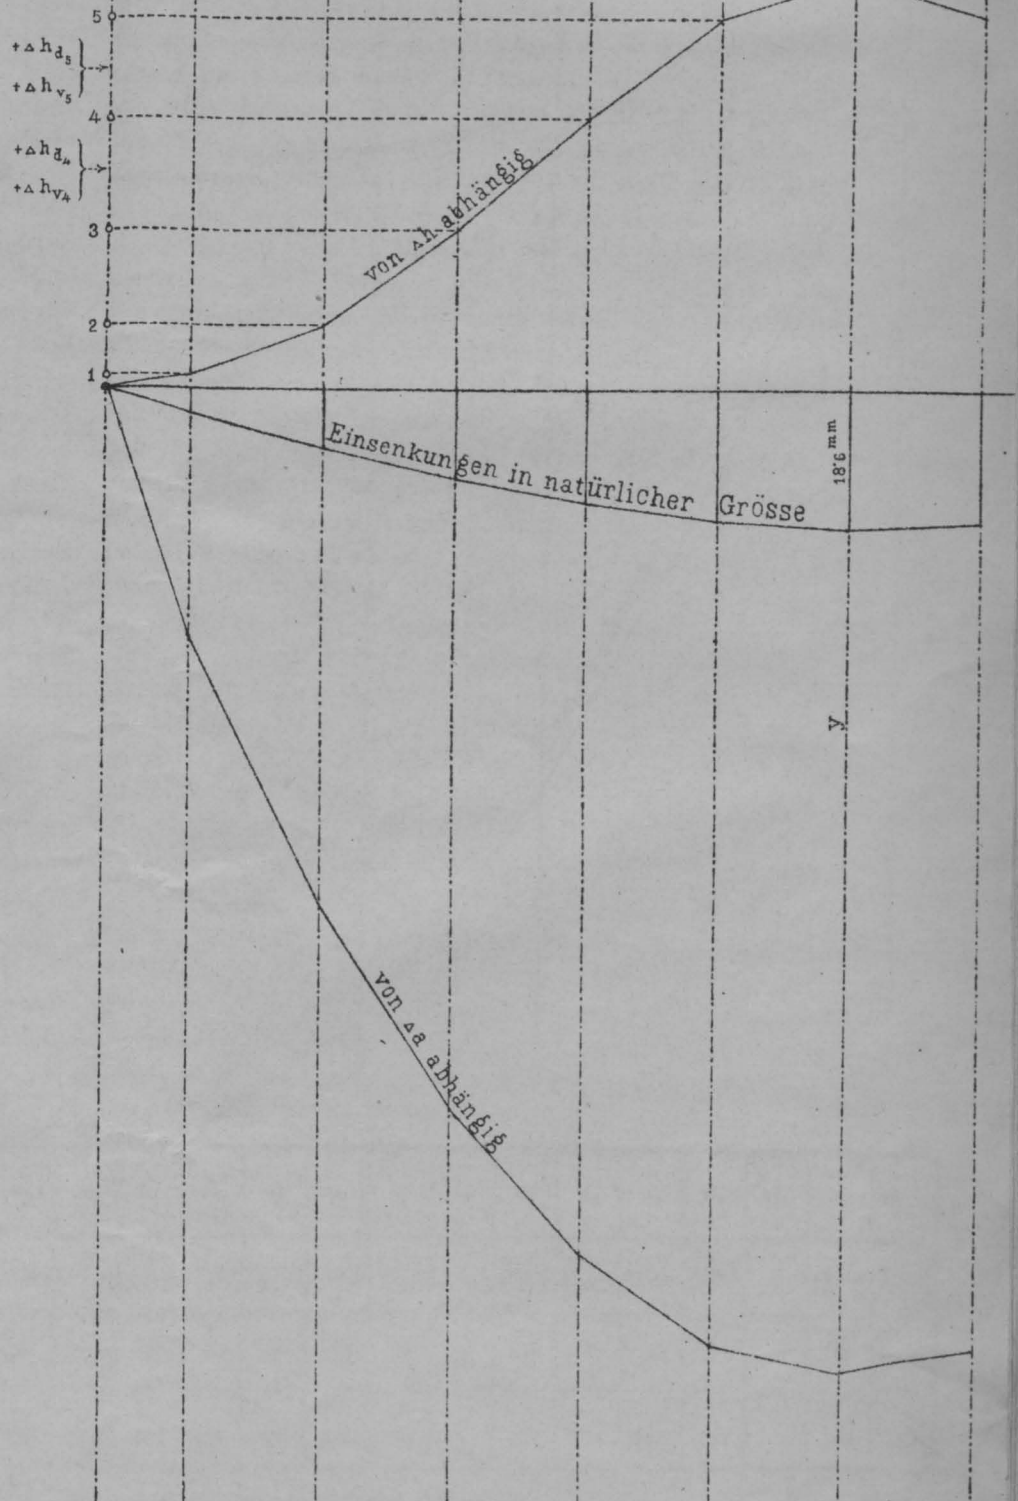 5
+Δh_d₅
+Δh_v₅
4
+Δh_d₄
+Δh_v₄
3
von Δh abhängig
2
1
Einsenkungen in natürlicher Grösse
18'6 mm
y
von Δa abhängig